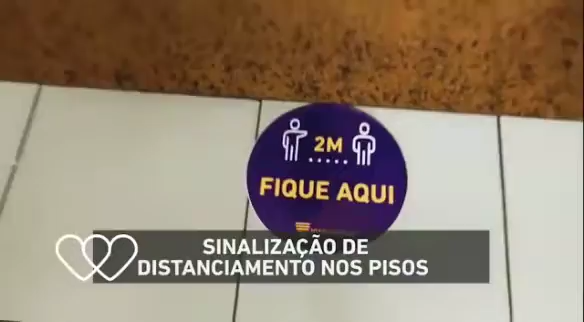 2M
FIQUE AQUI
SINALIZAÇÃO DE
DISTANCIAMENTO NOS PISOS